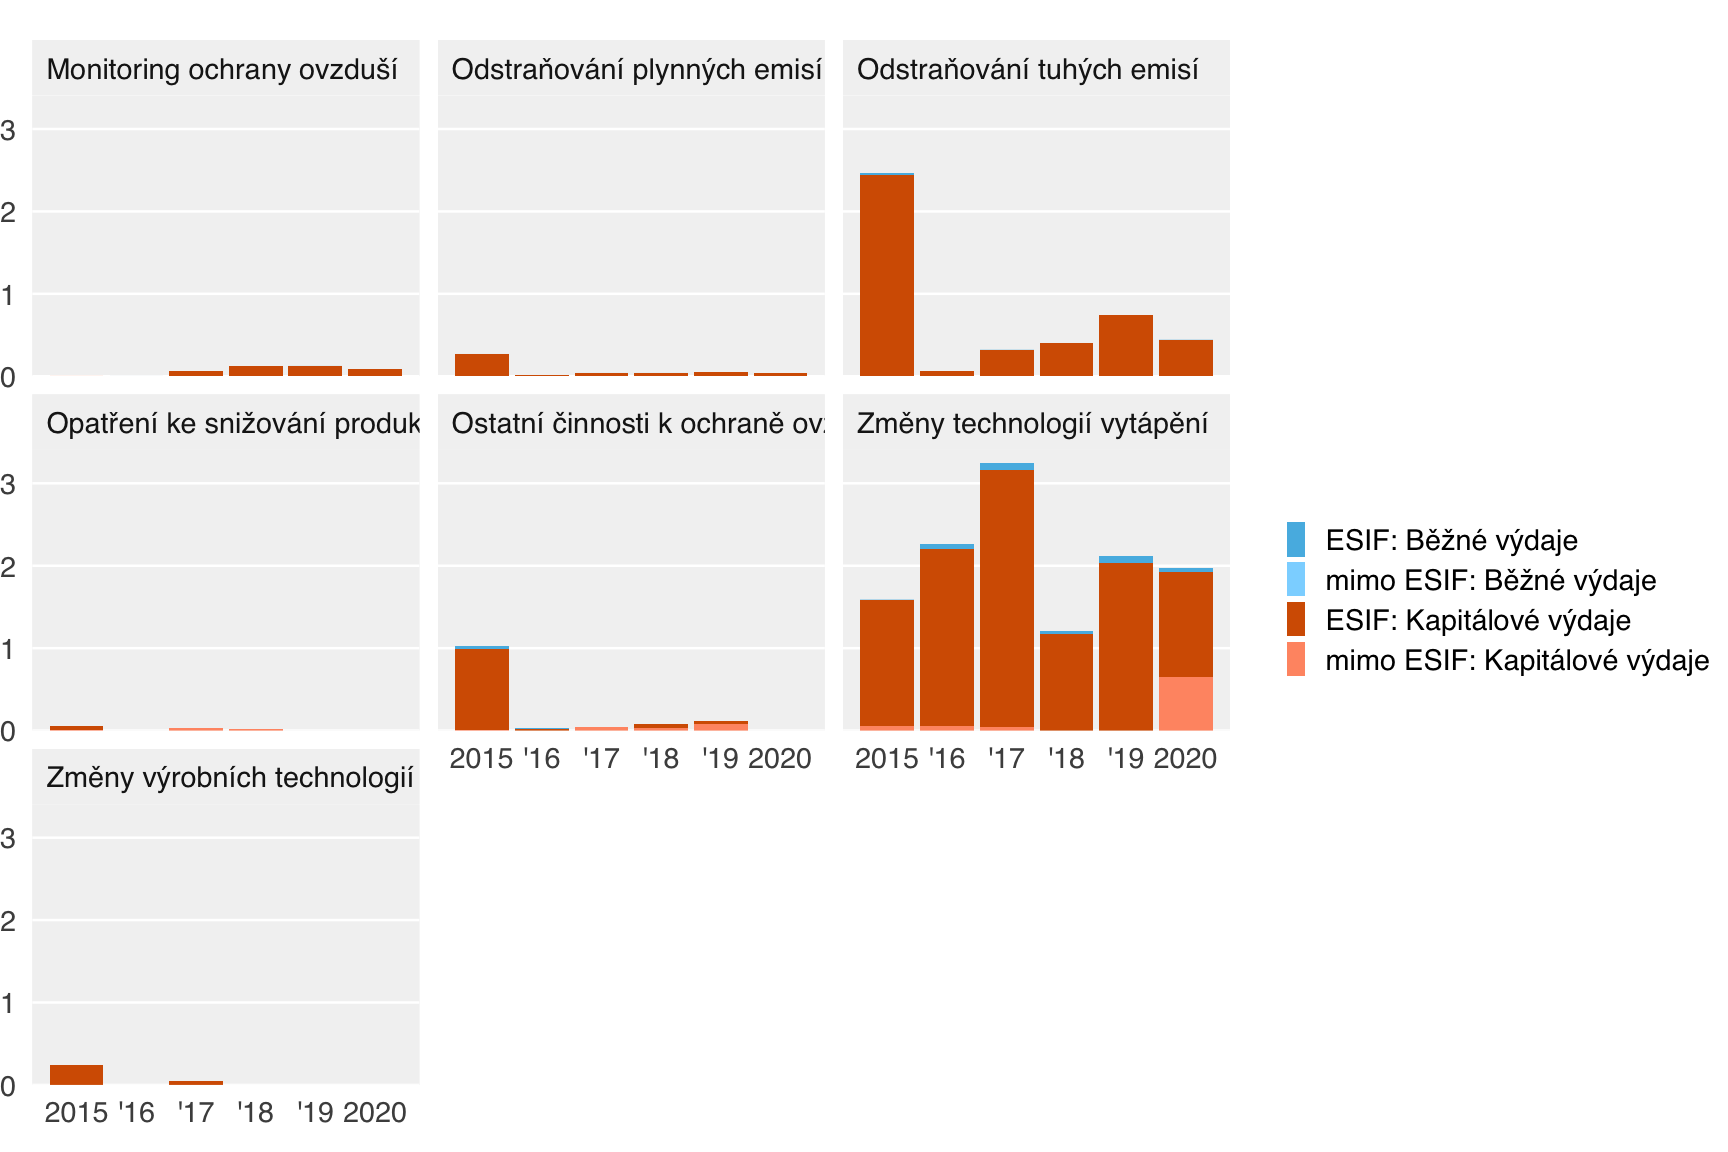 Monitoring ochrany ovzduší
Odstraňování plynných emisí
Odstraňování tuhých emisí
3
2
1
0
Opatření ke snižování produk
Ostatní činnosti k ochraně ov
Změny technologií vytápění
3
2
1
0
2015 '16 '17 '18 '19 2020
2015 '16 '17 '18 '19 2020
Změny výrobních technologií
3
2
1
0
2015 '16 '17 '18 '19 2020
ESIF: Běžné výdaje
mimo ESIF: Běžné výdaje
ESIF: Kapitálové výdaje
mimo ESIF: Kapitálové výdaje